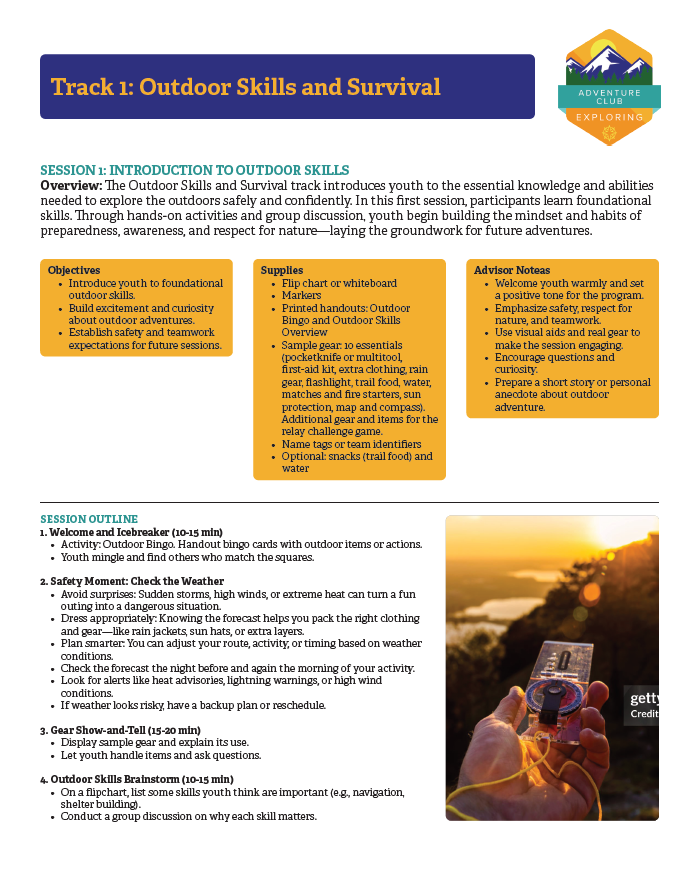 Track 1: Outdoor Skills and Survival
ADVENTURE
CLUB
EXPLORING
SESSION 1: INTRODUCTION TO OUTDOOR SKILLS
Overview: The Outdoor Skills and Survival track introduces youth to the essential knowledge and abilities
needed to explore the outdoors safely and confidently. In this first session, participants learn foundational
skills. Through hands-on activities and group discussion, youth begin building the mindset and habits of
preparedness, awareness, and respect for nature—laying the groundwork for future adventures.
Objectives
• Introduce youth to foundational
outdoor skills.
• Build excitement and curiosity
about outdoor adventures.
• Establish safety and teamwork
expectations for future sessions.
Supplies
• Flip chart or whiteboard
• Markers
• Printed handouts: Outdoor
Bingo and Outdoor Skills
Overview
• Sample gear: 10 essentials
(pocketknife or multitool,
first-aid kit, extra clothing, rain
gear, flashlight, trail food, water,
matches and fire starters, sun
protection, map and compass).
Additional gear and items for the
relay challenge game.
• Name tags or team identifiers
• Optional: snacks (trail food) and
water
Advisor Noteas
• Welcome youth warmly and set
a positive tone for the program.
• Emphasize safety, respect for
nature, and teamwork.
• Use visual aids and real gear to
make the session engaging.
• Encourage questions and
curiosity.
• Prepare a short story or personal
anecdote about outdoor
adventure.
SESSION OUTLINE
1. Welcome and Icebreaker (10-15 min)
• Activity: Outdoor Bingo. Handout bingo cards with outdoor items or actions.
• Youth mingle and find others who match the squares.
2. Safety Moment: Check the Weather
• Avoid surprises: Sudden storms, high winds, or extreme heat can turn a fun
outing into a dangerous situation.
• Dress appropriately: Knowing the forecast helps you pack the right clothing
and gear—like rain jackets, sun hats, or extra layers.
• Plan smarter: You can adjust your route, activity, or timing based on weather
conditions.
• Check the forecast the night before and again the morning of your activity.
• Look for alerts like heat advisories, lightning warnings, or high wind
conditions.
• If weather looks risky, have a backup plan or reschedule.
3. Gear Show-and-Tell (15-20 min)
• Display sample gear and explain its use.
• Let youth handle items and ask questions.
4. Outdoor Skills Brainstorm (10-15 min)
• On a flipchart, list some skills youth think are important (e.g., navigation,
shelter building).
• Conduct a group discussion on why each skill matters.
getty
Credit